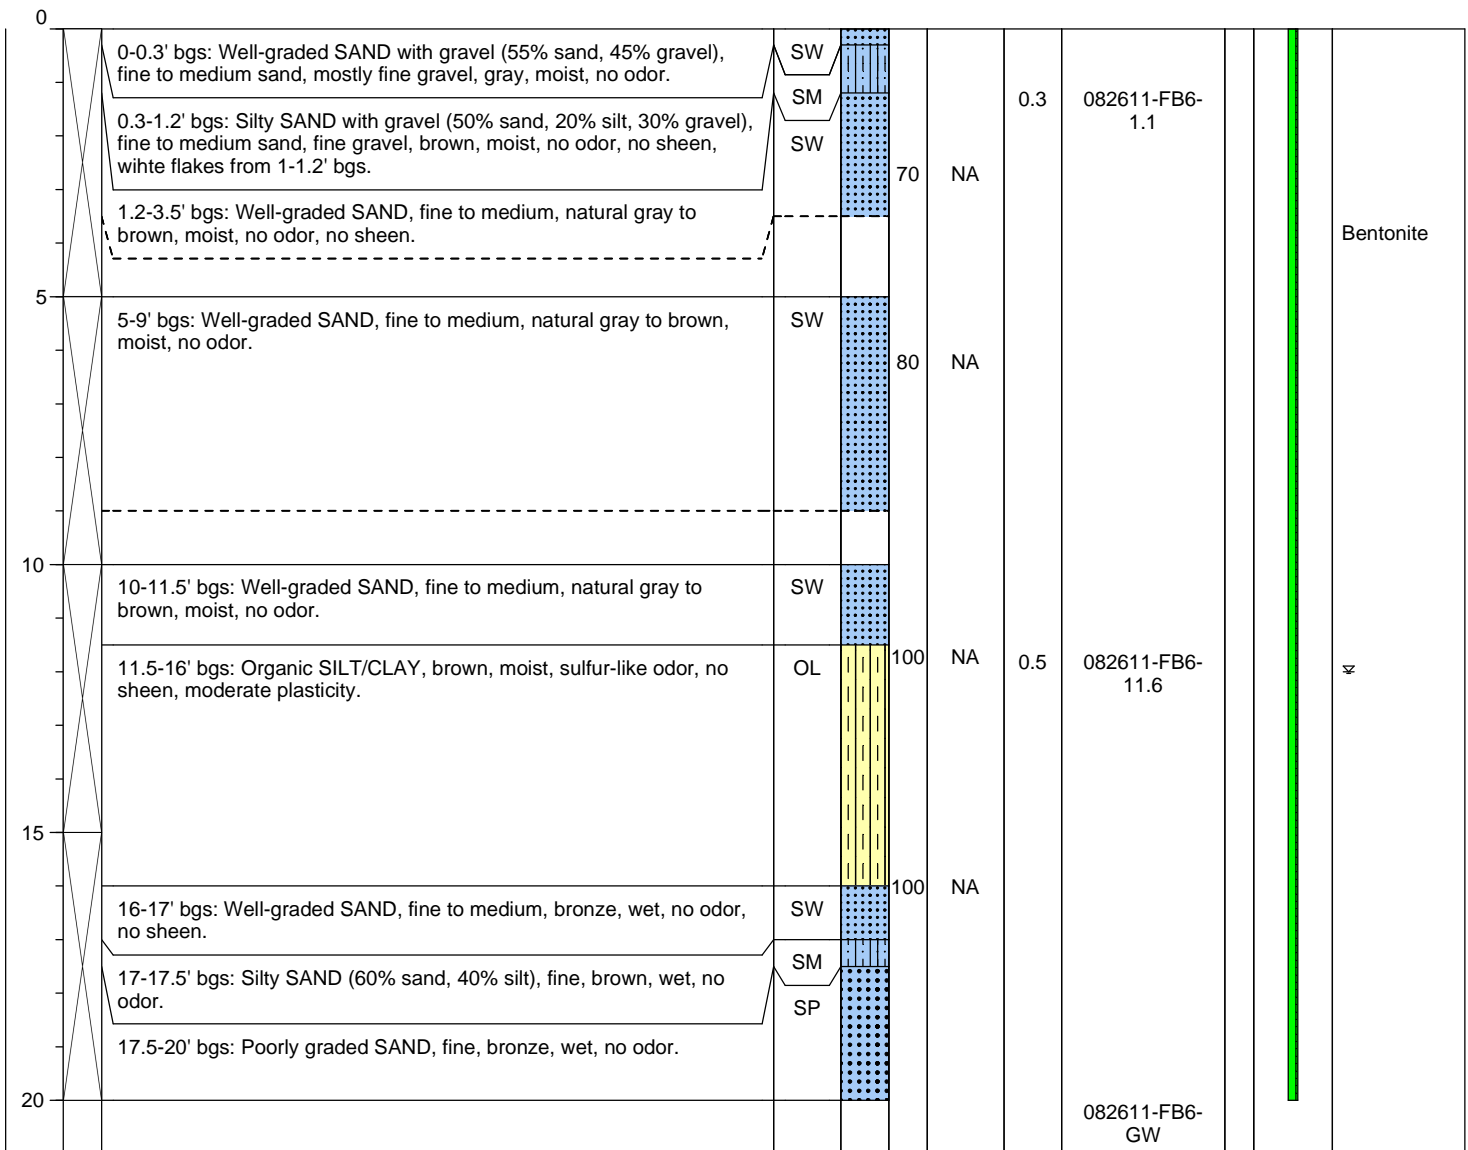 0
0-0.3' bgs: Well-graded SAND with gravel (55% sand, 45% gravel),
fine to medium sand, mostly fine gravel, gray, moist, no odor.
SW
SM
0.3
082611-FB6-
1.1
0.3-1.2' bgs: Silty SAND with gravel (50% sand, 20% silt, 30% gravel),
fine to medium sand, fine gravel, brown, moist, no odor, no sheen,
wihte flakes from 1-1.2' bgs.
SW
70
NA
1.2-3.5' bgs: Well-graded SAND, fine to medium, natural gray to
brown, moist, no odor, no sheen.
Bentonite
5
5-9' bgs: Well-graded SAND, fine to medium, natural gray to brown,
moist, no odor.
SW
80
NA
10
10-11.5' bgs: Well-graded SAND, fine to medium, natural gray to
brown, moist, no odor.
SW
11.5-16' bgs: Organic SILT/CLAY, brown, moist, sulfur-like odor, no
sheen, moderate plasticity.
OL
100
NA
0.5
082611-FB6-
11.6
15
100
NA
16-17' bgs: Well-graded SAND, fine to medium, bronze, wet, no odor,
no sheen.
SW
SM
17-17.5' bgs: Silty SAND (60% sand, 40% silt), fine, brown, wet, no
odor.
SP
17.5-20' bgs: Poorly graded SAND, fine, bronze, wet, no odor.
20
082611-FB6-
GW